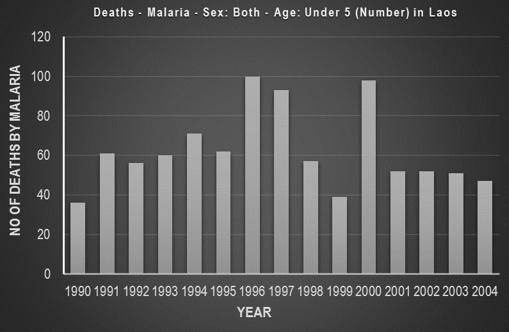 Deaths - Malaria - Sex: Both - Age: Under 5 (Number) in Laos
120
100
80
60
40
20
0
NO OF DEATHS BY MALARIA
1990 1991 1992 1993 1994 1995 1996 1997 1998 1999 2000 2001 2002 2003 2004
YEAR